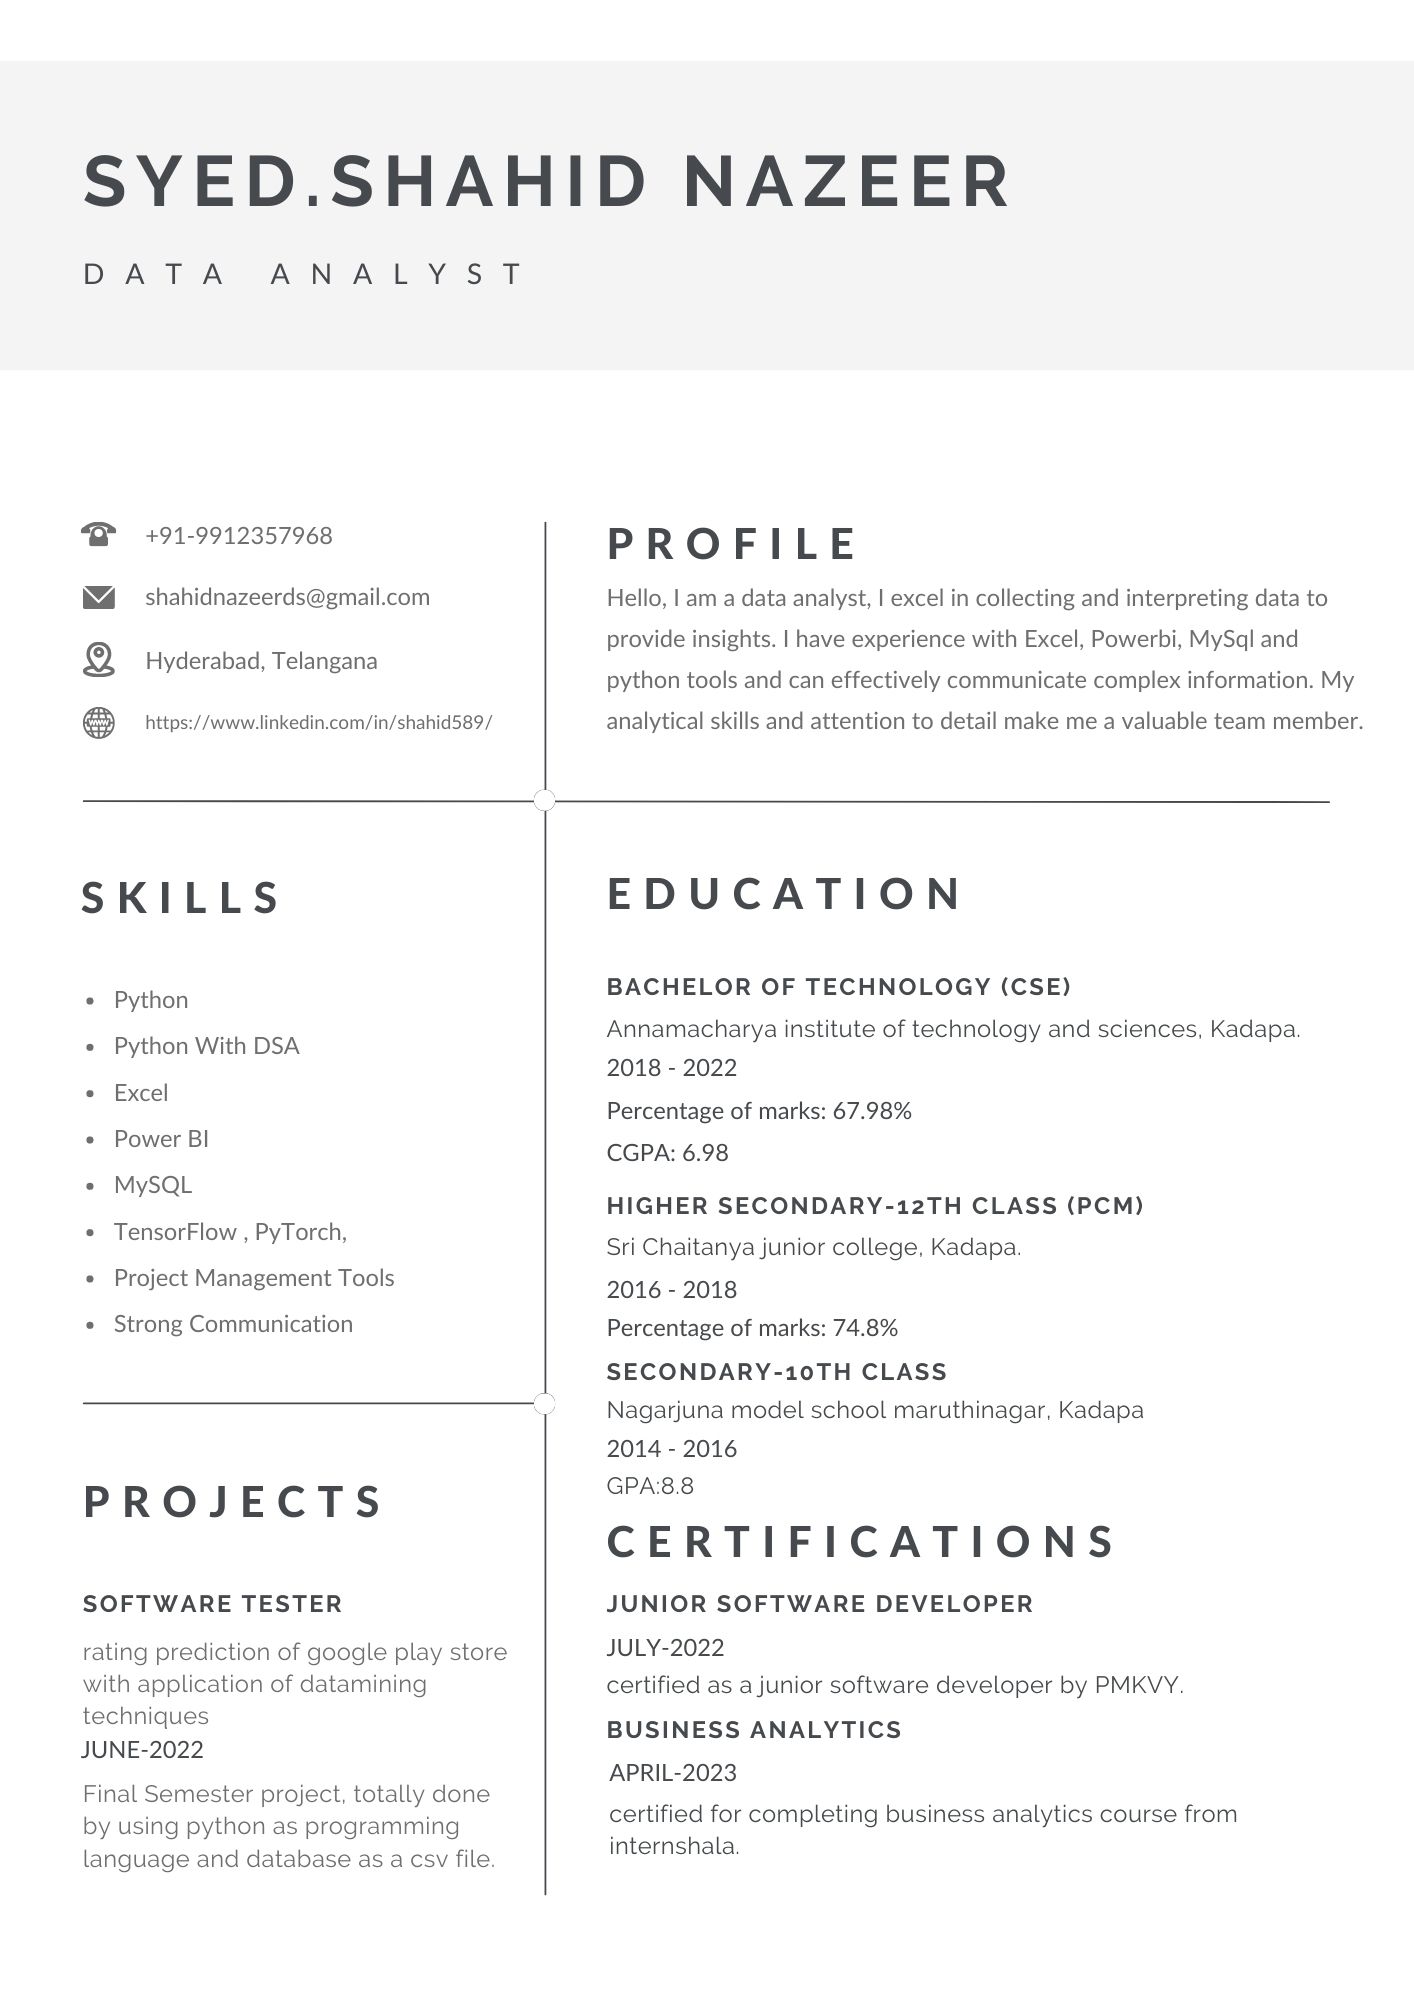 SYED.SHAHID NAZEER
DATA ANALYST
+91-9912357968
shahidnazeerds@gmail.com
Hyderabad, Telangana
https://www.linkedin.com/in/shahid589/
PROFILE
Hello, I am a data analyst, I excel in collecting and interpreting data to
provide insights. I have experience with Excel, Powerbi, MySql and
python tools and can effectively communicate complex information. My
analytical skills and attention to detail make me a valuable team member.
SKILLS
• Python
• Python With DSA
• Excel
• Power BI
• MySQL
• TensorFlow , PyTorch,
• Project Management Tools
• Strong Communication
PROJECTS
SOFTWARE TESTER
rating prediction of google play store
with application of datamining
techniques
JUNE-2022
Final Semester project, totally done
by using python as programming
language and database as a csv file.
EDUCATION
BACHELOR OF TECHNOLOGY (CSE)
Annamacharya institute of technology and sciences, Kadapa.
2018 - 2022
Percentage of marks: 67.98%
CGPA: 6.98
HIGHER SECONDARY-12TH CLASS (PCM)
Sri Chaitanya junior college, Kadapa.
2016 - 2018
Percentage of marks: 74.8%
SECONDARY-10TH CLASS
Nagarjuna model school maruthinagar, Kadapa
2014 - 2016
GPA:8.8
CERTIFICATIONS
JUNIOR SOFTWARE DEVELOPER
JULY-2022
certified as a junior software developer by PMKVY.
BUSINESS ANALYTICS
APRIL-2023
certified for completing business analytics course from
internshala.